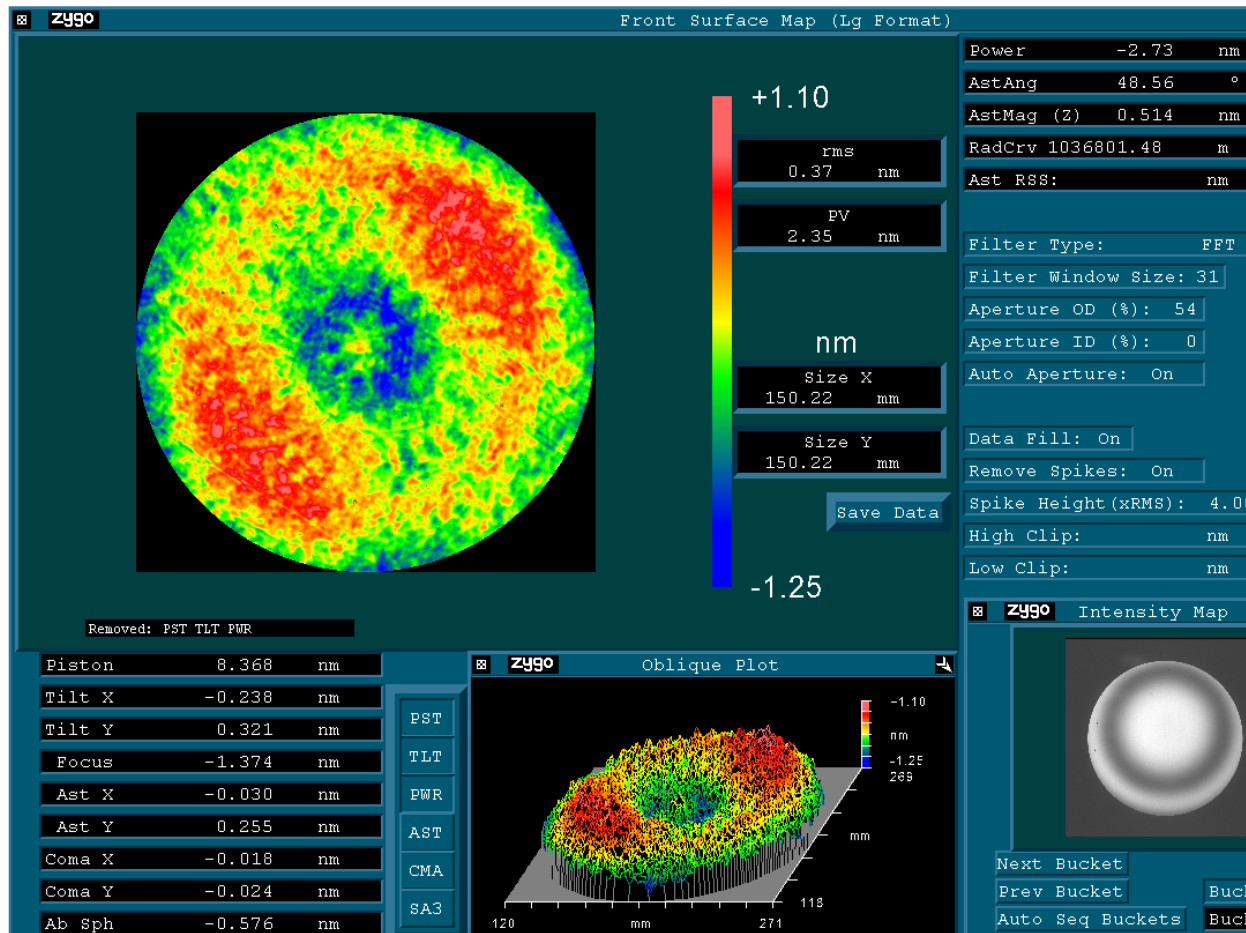 zygo Front Surface Map (Lg Format)
+1.10
rms
0.37 nm
PV
2.35 nm
nm
Size X
150.22 mm
Size Y
150.22 mm
Save Data
-1.25
Removed: PST TLT PWR
Power -2.73 nm
AstAng 48.56 °
AstMag (Z) 0.514 nm
RadCrv 1036801.48 m
Ast RSS: nm
Filter Type: FFT
Filter Window Size: 31
Aperture OD (%): 54
Aperture ID (%): 0
Auto Aperture: On
Data Fill: On
Remove Spikes: On
Spike Height(xRMS): 4.00
High Clip: nm
Low Clip: nm
Piston 8.368 nm
Tilt X -0.238 nm
Tilt Y 0.321 nm
Focus -1.374 nm
Ast X -0.030 nm
Ast Y 0.255 nm
Coma X -0.018 nm
Coma Y -0.024 nm
Ab Sph -0.576 nm
PST
TLT
PWR
AST
CMA
SA3
zygo Oblique Plot
-1.10
nm
-1.25
269
mm
118
120 mm 271
zygo Intensity Map
Next Bucket
Prev Bucket
Auto Seq Buckets